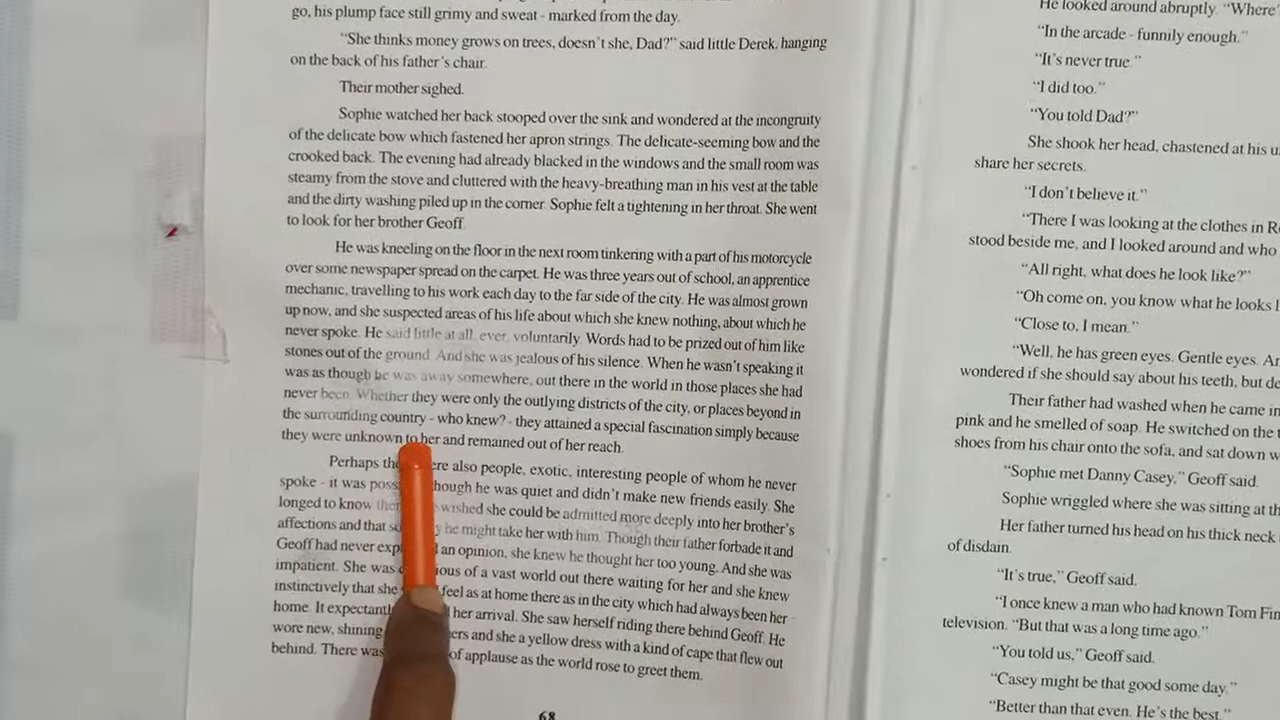 go, his plump face still grimy and sweat - marked from the day.
“She thinks money grows on trees, doesn’t she, Dad?” said little Derek, hanging
on the back of his father’s chair.
Their mother sighed.
Sophie watched her back stooped over the sink and wondered at the incongruity
of the delicate bow which fastened her apron strings. The delicate-seeming bow and the
crooked back. The evening had already blacked in the windows and the small room was
steamy from the stove and cluttered with the heavy-breathing man in his vest at the table
and the dirty washing piled up in the corner. Sophie felt a tightening in her throat. She went
to look for her brother Geoff.
He was kneeling on the floor in the next room tinkering with a part of his motorcycle
over some newspaper spread on the carpet. He was three years out of school, an apprentice
mechanic, travelling to his work each day to the far side of the city. He was almost grown
up now, and she suspected areas of his life about which she knew nothing, about which he
never spoke. He said little at all, ever, voluntarily. Words had to be prized out of him like
stones out of the ground. And she was jealous of his silence. When he wasn’t speaking it
was as though he was away somewhere, out there in the world in those places she had
never been. Whether they were only the outlying districts of the city, or places beyond in
the surrounding country - who knew? - they attained a special fascination simply because
they were unknown to her and remained out of her reach.
Perhaps ere also people, exotic, interesting people of whom he never
spoke - it was hough he was quiet and didn’t make new friends easily. She
longed to know wished she could be admitted more deeply into her brother’s
affections and that he might take her with him. Though their father forbade it and
Geoff had never an opinion, she knew he thought her too young. And she was
impatient. She was ious of a vast world out there waiting for her and she knew
instinctively that she feel as at home there as in the city which had always been her
home. It her arrival. She saw herself riding there behind Geoff. He
wore new, shining ers and she a yellow dress with a kind of cape that flew out
behind. There was of applause as the world rose to greet them.
68
He looked around abruptly. “Where
“In the arcade - funnily enough.”
“It’s never true.”
“I did too.”
“You told Dad?”
She shook her head, chastened at his u
share her secrets.
“I don’t believe it.”
“There I was looking at the clothes in R
stood beside me, and I looked around and who
“All right, what does he look like?”
“Oh come on, you know what he looks l
“Close to, I mean.”
“Well, he has green eyes. Gentle eyes. An
wondered if she should say about his teeth, but de
Their father had washed when he came in
pink and he smelled of soap. He switched on the t
shoes from his chair onto the sofa, and sat down w
“Sophie met Danny Casey,” Geoff said.
Sophie wriggled where she was sitting at th
Her father turned his head on his thick neck
of disdain.
“It’s true,” Geoff said.
“I once knew a man who had known Tom Fin
television. “But that was a long time ago.”
“You told us,” Geoff said.
“Casey might be that good some day.”
“Better than that even. He’s the best.”